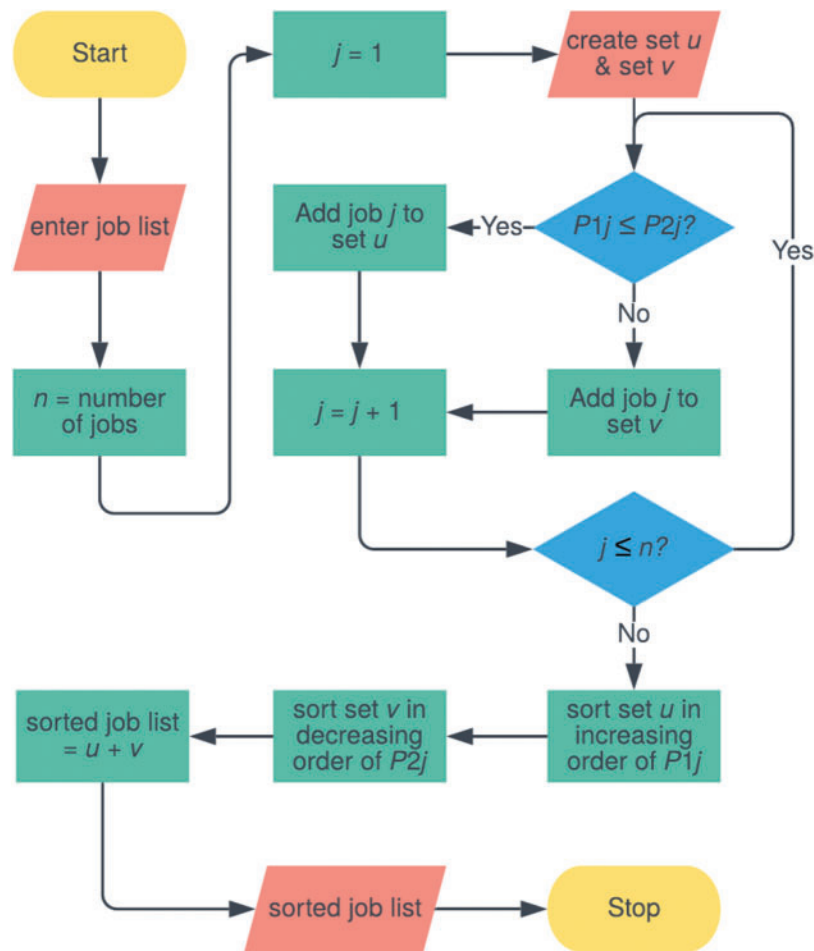 Start
enter job list
n = number
of jobs
j = 1
create set u
& set v
P1j ≤ P2j?
Yes
Add job j to
set u
No
Add job j to
set v
j = j + 1
j ≤ n?
Yes
No
sort set u in
increasing
order of P1j
sort set v in
decreasing
order of P2j
sorted job list
= u + v
sorted job list
Stop